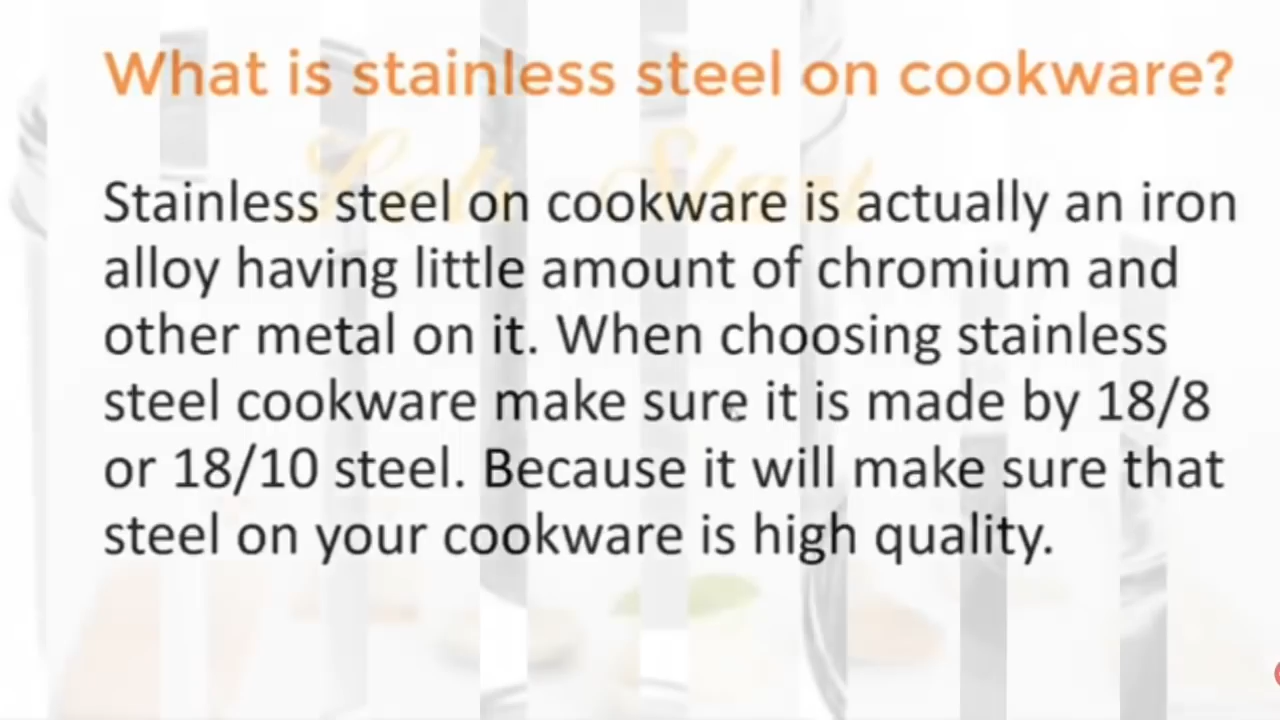 What is stainless steel on cookware?
Lets Start
Stainless steel on cookware is actually an iron
alloy having little amount of chromium and
other metal on it. When choosing stainless
steel cookware make sure it is made by 18/8
or 18/10 steel. Because it will make sure that
steel on your cookware is high quality.